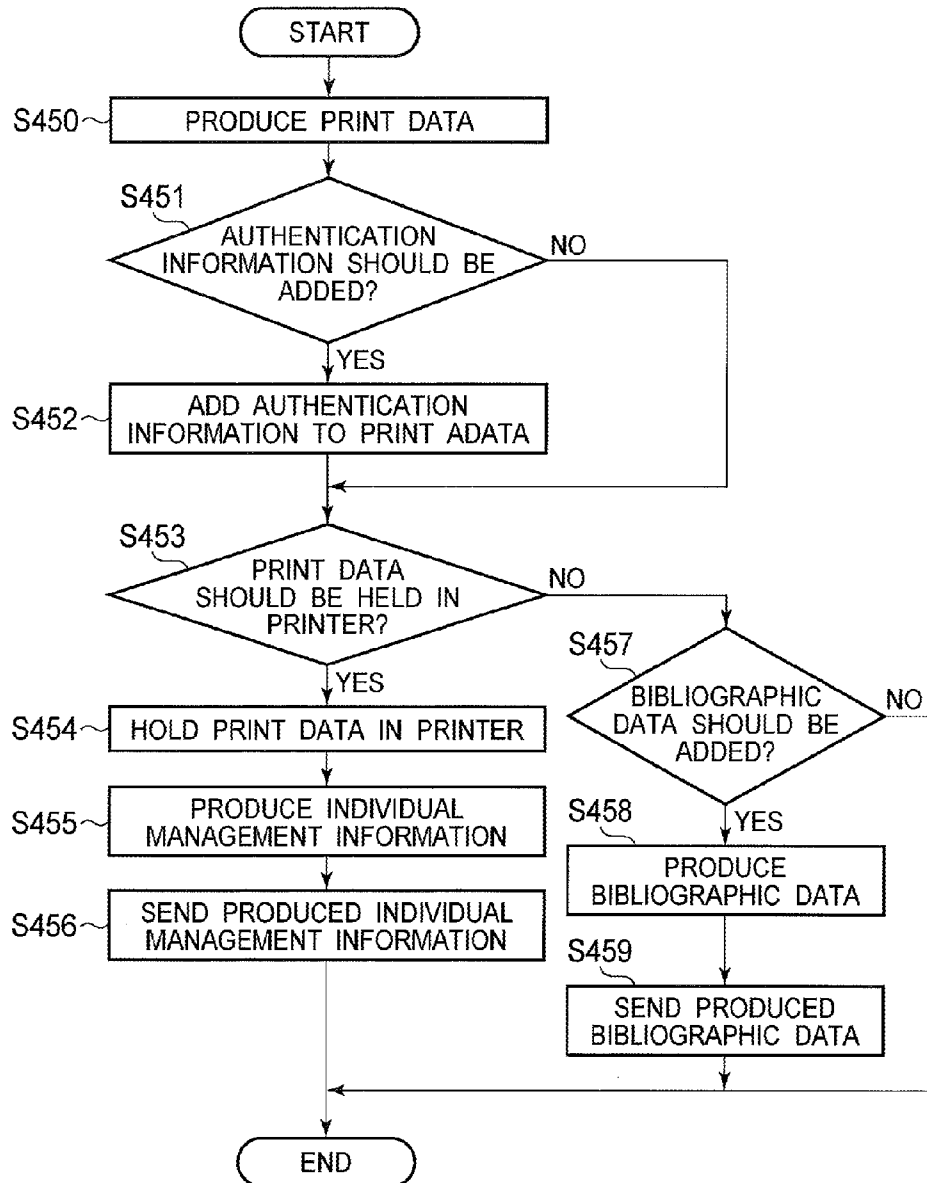 START
S450
PRODUCE PRINT DATA
S451
AUTHENTICATION
INFORMATION SHOULD BE
ADDED?
NO
YES
S452
ADD AUTHENTICATION
INFORMATION TO PRINT ADATA
S453
PRINT DATA
SHOULD BE HELD IN
PRINTER?
NO
YES
S454
HOLD PRINT DATA IN PRINTER
S455
PRODUCE INDIVIDUAL
MANAGEMENT INFORMATION
S456
SEND PRODUCED INDIVIDUAL
MANAGEMENT INFORMATION
S457
BIBLIOGRAPHIC
DATA SHOULD BE
ADDED?
NO
YES
S458
PRODUCE
BIBLIOGRAPHIC DATA
S459
SEND PRODUCED
BIBLIOGRAPHIC DATA
END